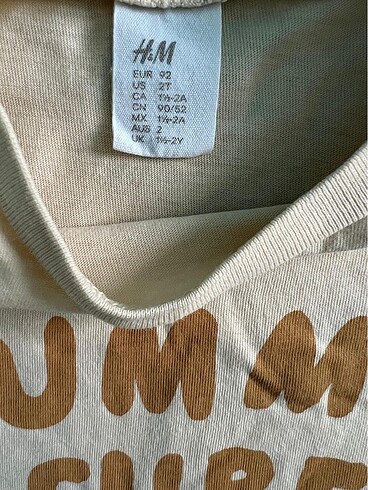 H&M
EUR 92
US 2T
CA 1½-2A
CN 90/52
MX 1½-2A
AUS 2
UK 1½-2Y
UMM